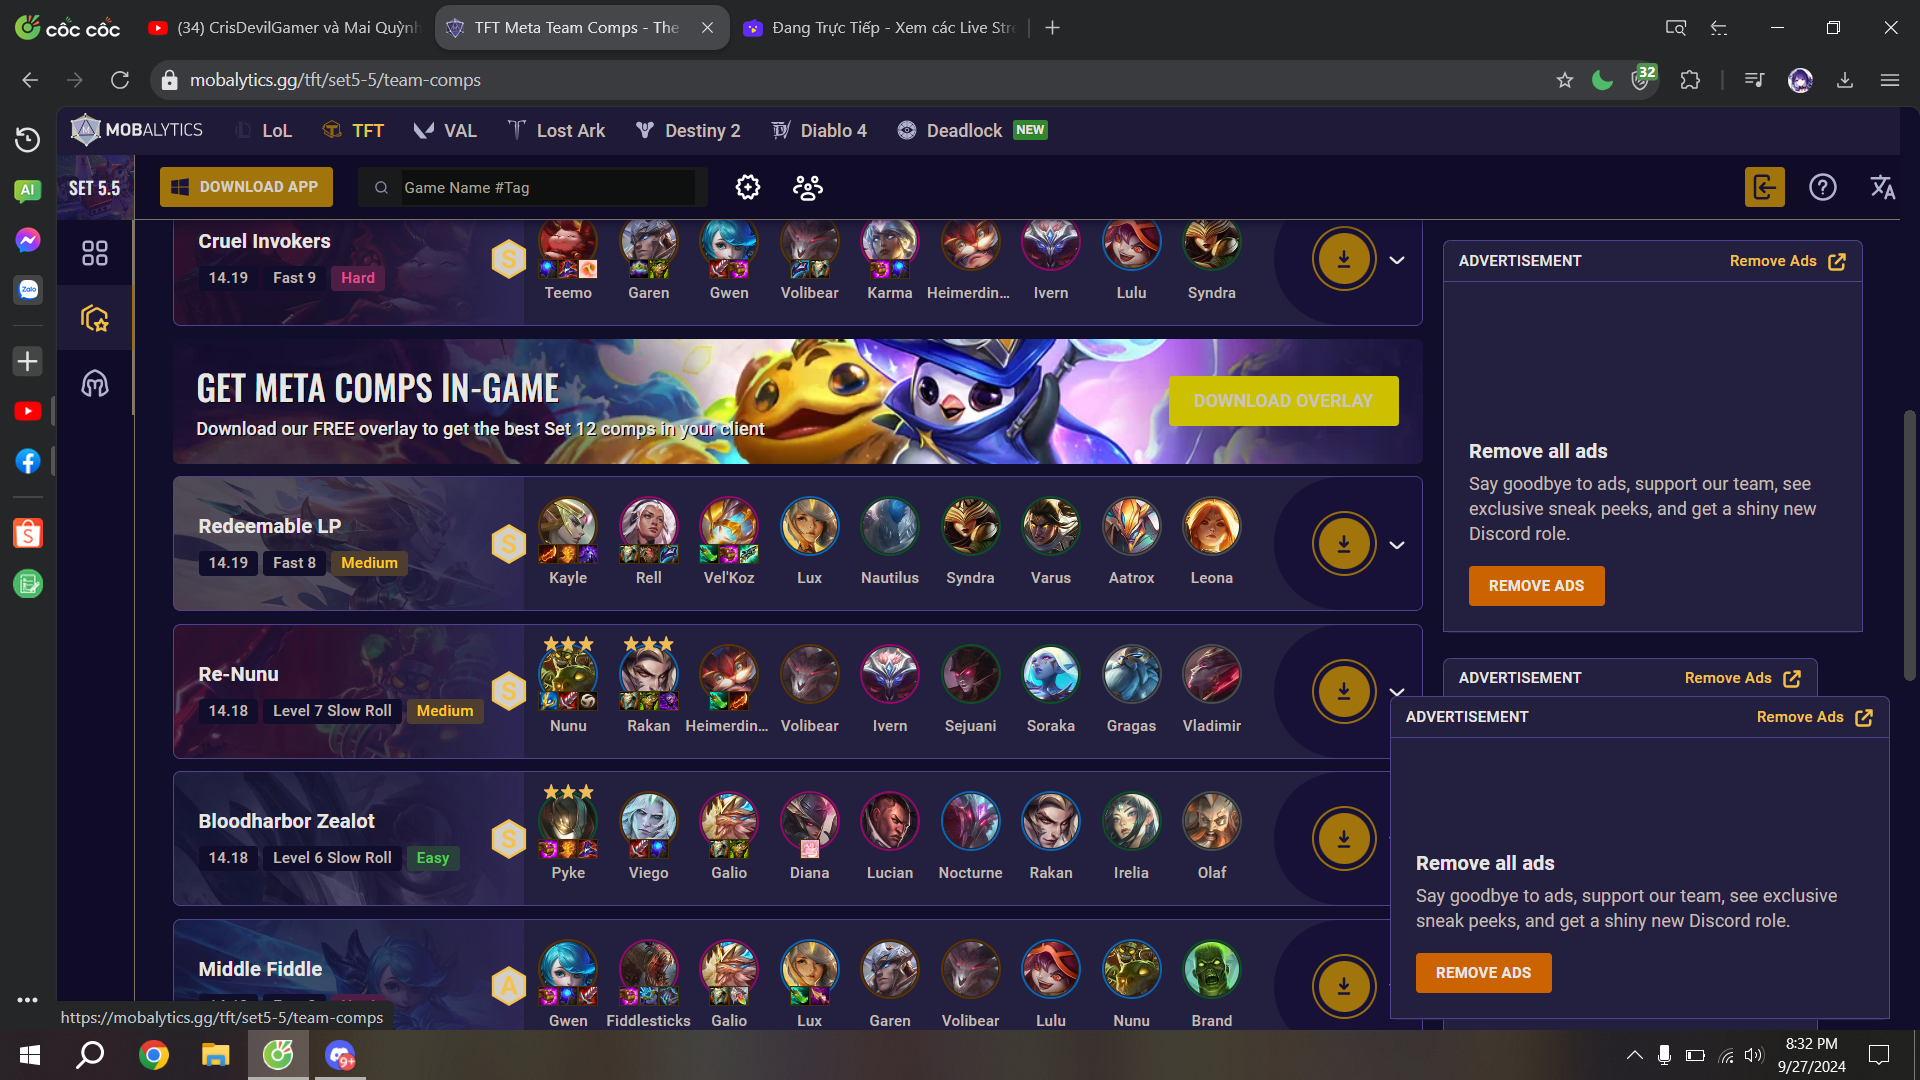 cốc cốc
(34) CrisDevilGamer và Mai Quỳnh
TFT Meta Team Comps - The
Đang Trực Tiếp - Xem các Live Stre
mobalytics.gg/tft/set5-5/team-comps
32
MOBALYTICS
LoL
TFT
VAL
Lost Ark
Destiny 2
Diablo 4
Deadlock
NEW
SET 5.5
DOWNLOAD APP
Game Name #Tag
AI
Zalo
Cruel Invokers
14.19
Fast 9
Hard
S
Teemo
Garen
Gwen
Volibear
Karma
Heimerdin...
Ivern
Lulu
Syndra
GET META COMPS IN-GAME
Download our FREE overlay to get the best Set 12 comps in your client
DOWNLOAD OVERLAY
Redeemable LP
14.19
Fast 8
Medium
S
Kayle
Rell
Vel'Koz
Lux
Nautilus
Syndra
Varus
Aatrox
Leona
Re-Nunu
14.18
Level 7 Slow Roll
Medium
S
Nunu
Rakan
Heimerdin...
Volibear
Ivern
Sejuani
Soraka
Gragas
Vladimir
Bloodharbor Zealot
14.18
Level 6 Slow Roll
Easy
S
Pyke
Viego
Galio
Diana
Lucian
Nocturne
Rakan
Irelia
Olaf
Middle Fiddle
A
Gwen
Fiddlesticks
Galio
Lux
Garen
Volibear
Lulu
Nunu
Brand
ADVERTISEMENT
Remove Ads
Remove all ads
Say goodbye to ads, support our team, see
exclusive sneak peeks, and get a shiny new
Discord role.
REMOVE ADS
ADVERTISEMENT
Remove Ads
ADVERTISEMENT
Remove Ads
Remove all ads
Say goodbye to ads, support our team, see exclusive
sneak peeks, and get a shiny new Discord role.
REMOVE ADS
https://mobalytics.gg/tft/set5-5/team-comps
9+
8:32 PM
9/27/2024